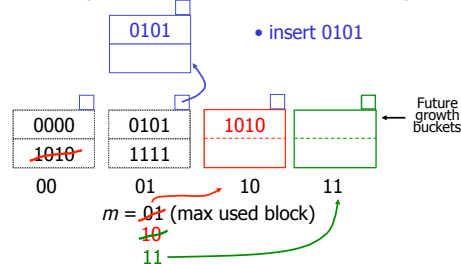 0101
• insert 0101
0000 0101 1010
1010 1111
Future
growth
buckets
00 01 10 11
m = 01 (max used block)
10
11